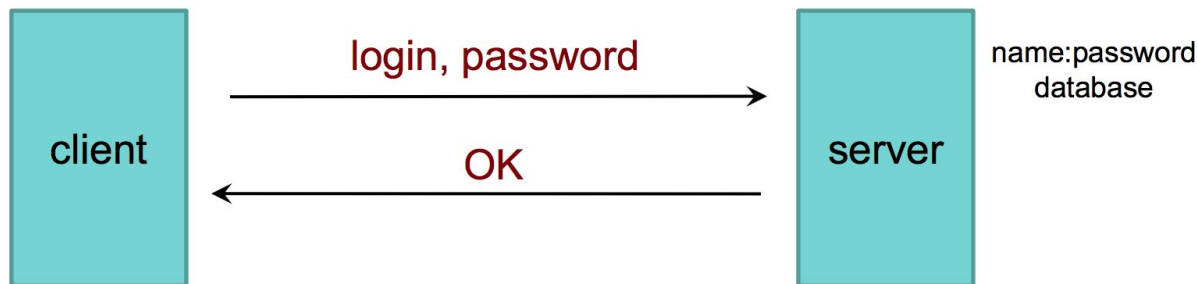 login, password
name:password
database
client
OK
server